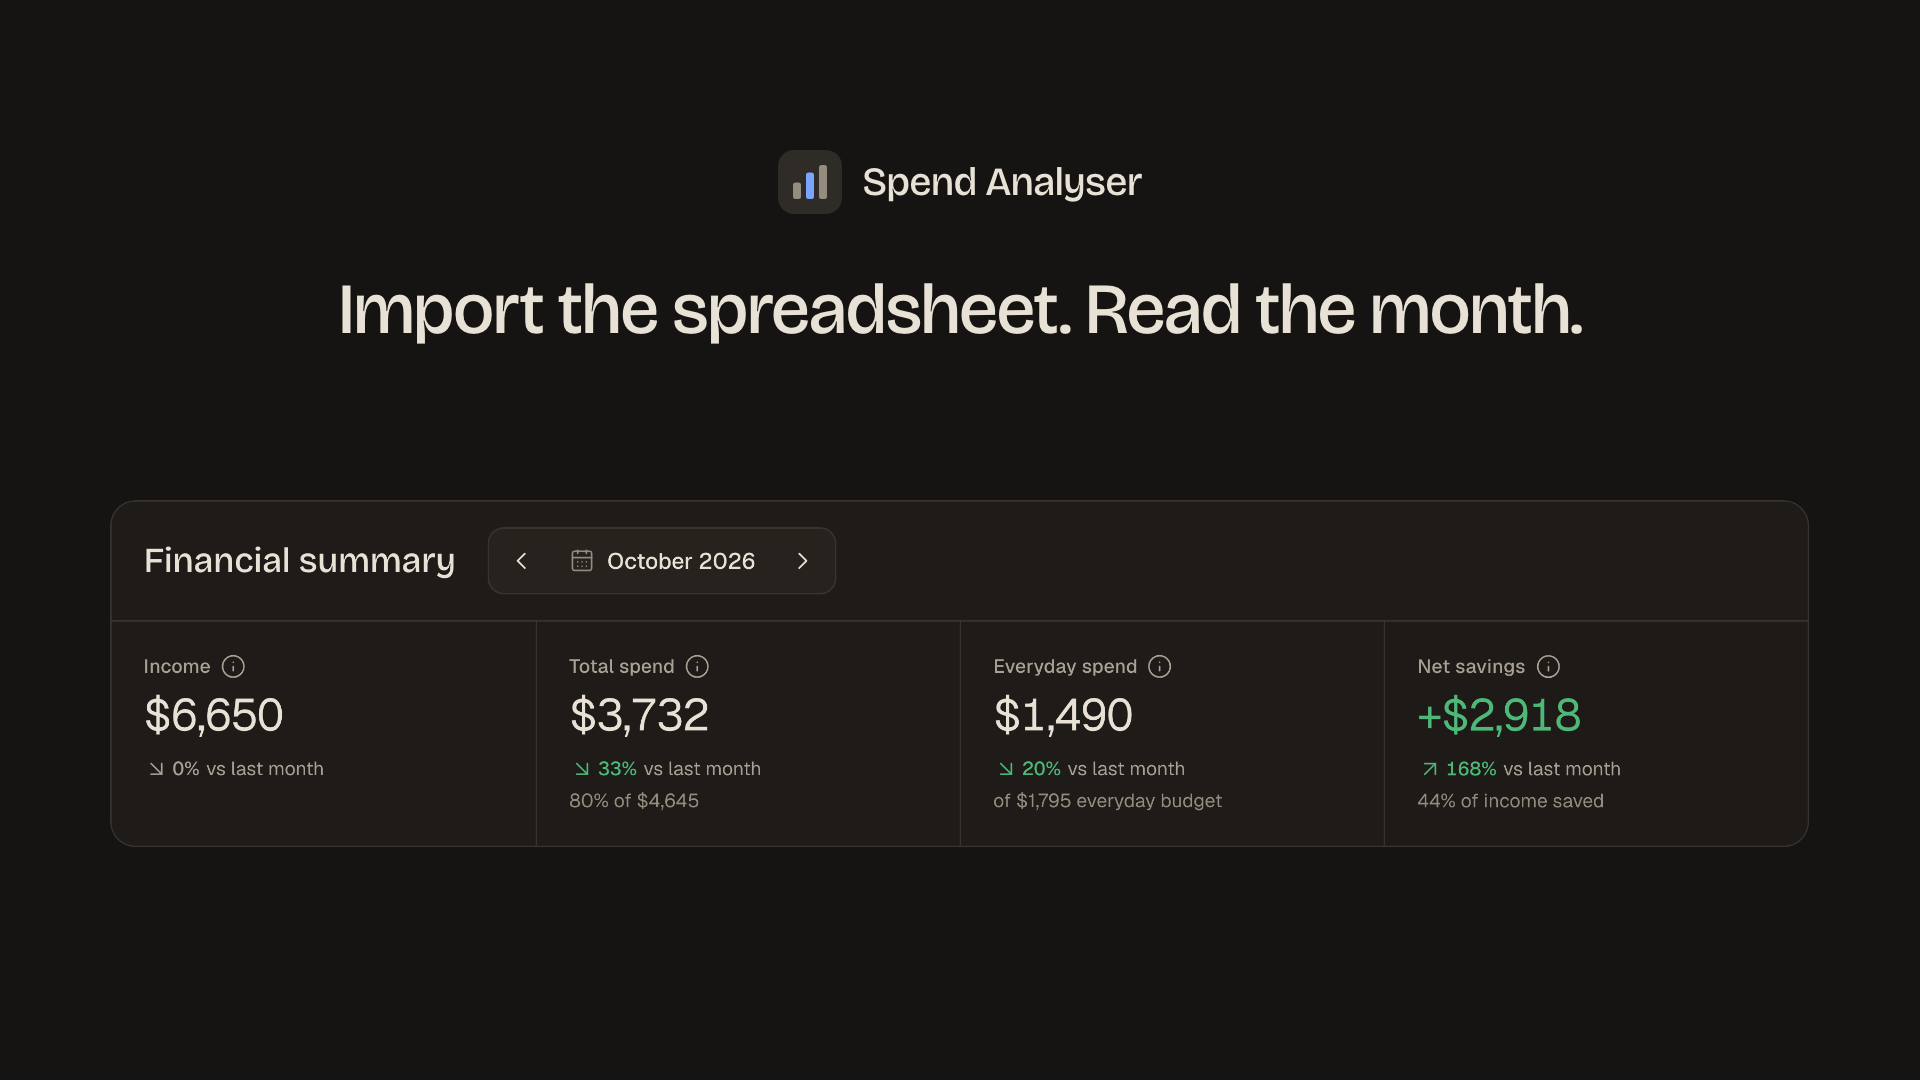 Spend Analyser
Import the spreadsheet. Read the month.
Financial summary
October 2026
Income
$6,650
0% vs last month
Total spend
$3,732
33% vs last month
80% of $4,645
Everyday spend
$1,490
20% vs last month
of $1,795 everyday budget
Net savings
+$2,918
168% vs last month
44% of income saved